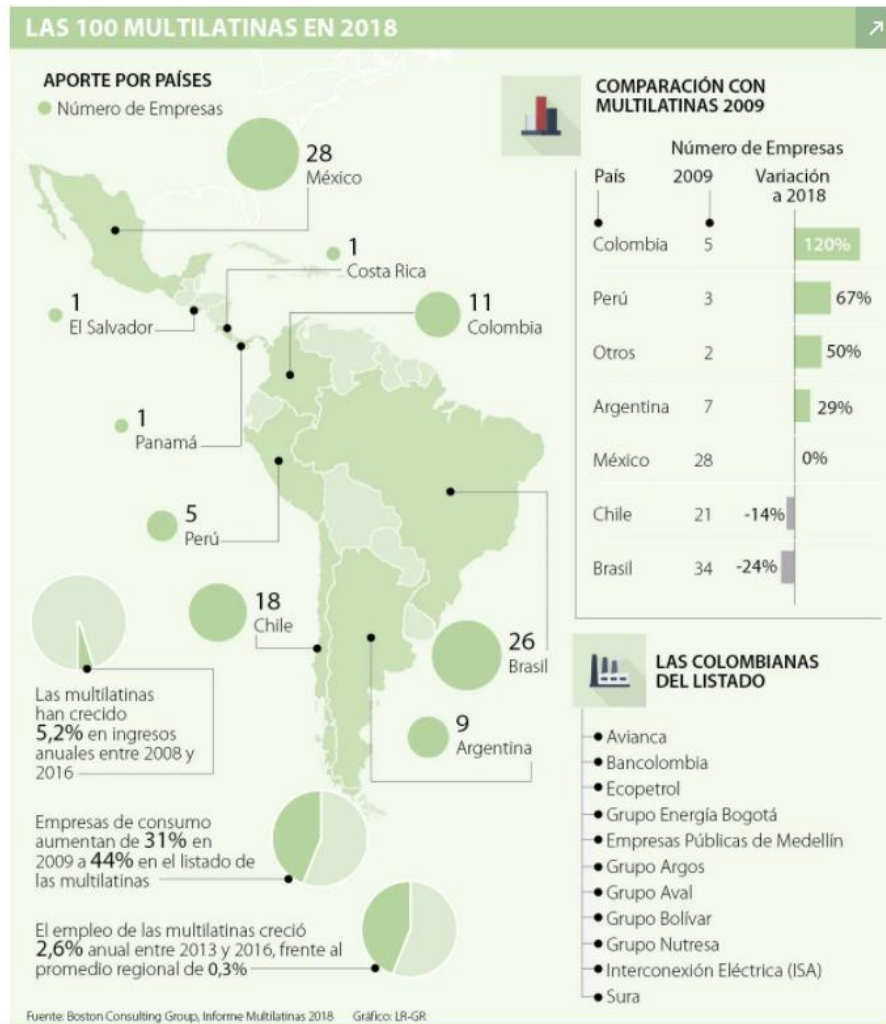 LAS 100 MULTILATINAS EN 2018
APORTE POR PAÍSES
Número de Empresas
28
México
1
Costa Rica
1
El Salvador
11
Colombia
1
Panamá
5
Perú
18
Chile
26
Brasil
9
Argentina
Las multilatinas
han crecido
5,2% en ingresos
anuales entre 2008 y
2016
Empresas de consumo
aumentan de 31% en
2009 a 44% en el listado de
las multilatinas
El empleo de las multilatinas creció
2,6% anual entre 2013 y 2016, frente al
promedio regional de 0,3%
COMPARACIÓN CON
MULTILATINAS 2009
Número de Empresas
País 2009 Variación
a 2018
Colombia 5 120%
Perú 3 67%
Otros 2 50%
Argentina 7 29%
México 28 0%
Chile 21 -14%
Brasil 34 -24%
LAS COLOMBIANAS
DEL LISTADO
Avianca
Bancolombia
Ecopetrol
Grupo Energía Bogotá
Empresas Públicas de Medellín
Grupo Argos
Grupo Aval
Grupo Bolívar
Grupo Nutresa
Interconexión Eléctrica (ISA)
Sura
Fuente: Boston Consulting Group, Informe Multilatinas 2018 Gráfico: LR-GR